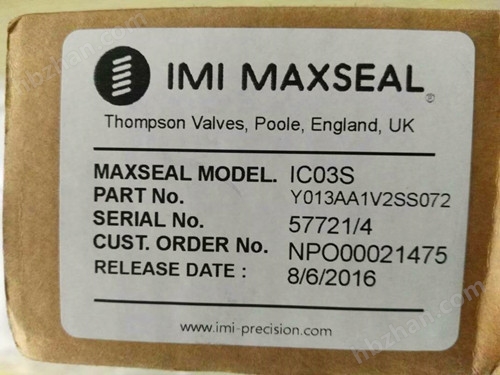 IMI MAXSEAL®
Thompson Valves, Poole, England, UK
MAXSEAL MODEL. IC03S
PART No. Y013AA1V2SS072
SERIAL No. 57721/4
CUST. ORDER No. NPO00021475
RELEASE DATE : 8/6/2016
www.imi-precision.com